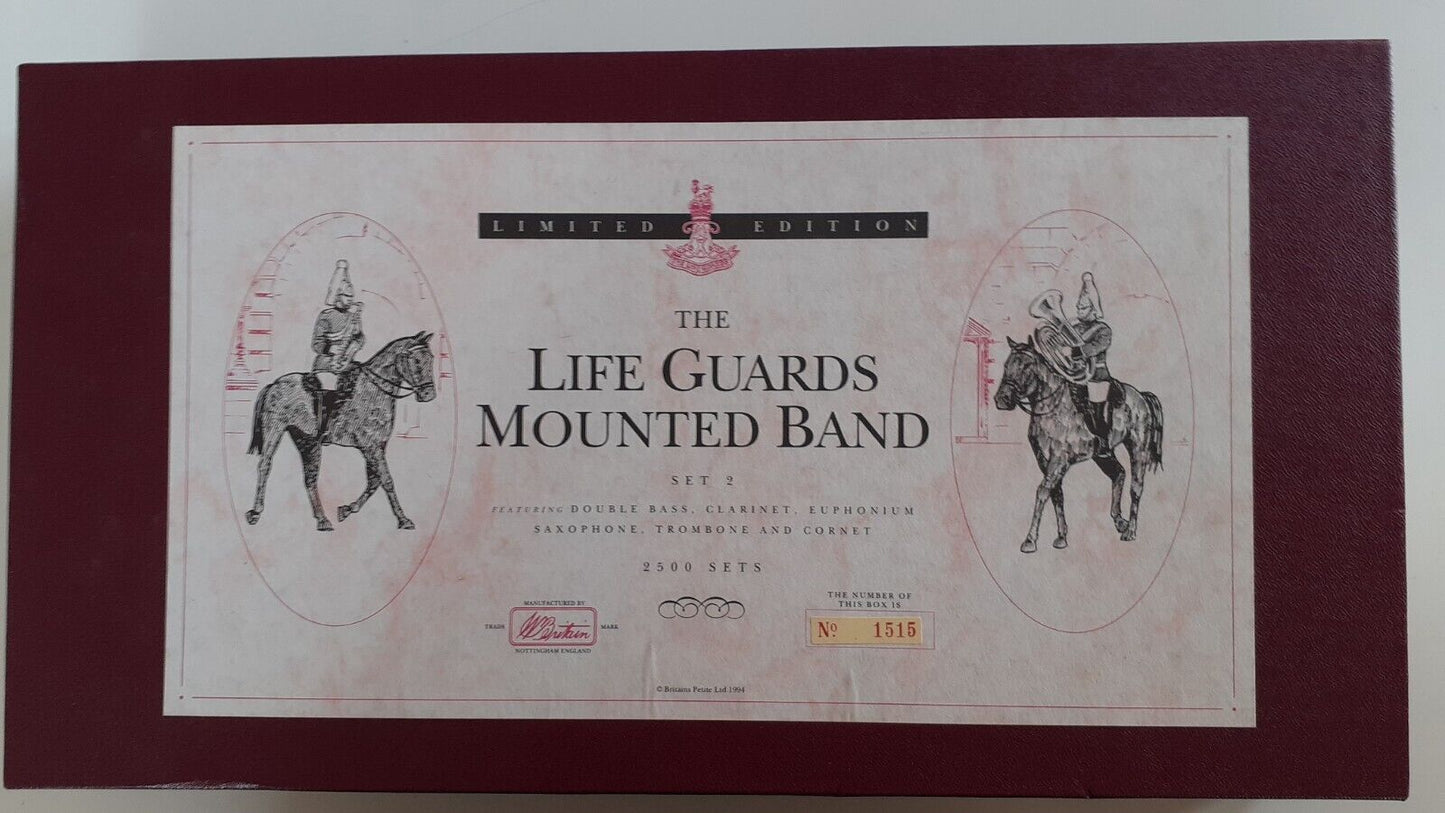 LIMITED EDITION
THE
LIFE GUARDS
MOUNTED BAND
SET 2
FEATURING DOUBLE BASS, CLARINET, EUPHONIUM
SAXOPHONE, TROMBONE AND CORNET
2500 SETS
MANUFACTURED BY
TRADE WBritain MARK
NOTTINGHAM ENGLAND
THE NUMBER OF
THIS BOX IS
No 1515
© Britains Petite Ltd 1994